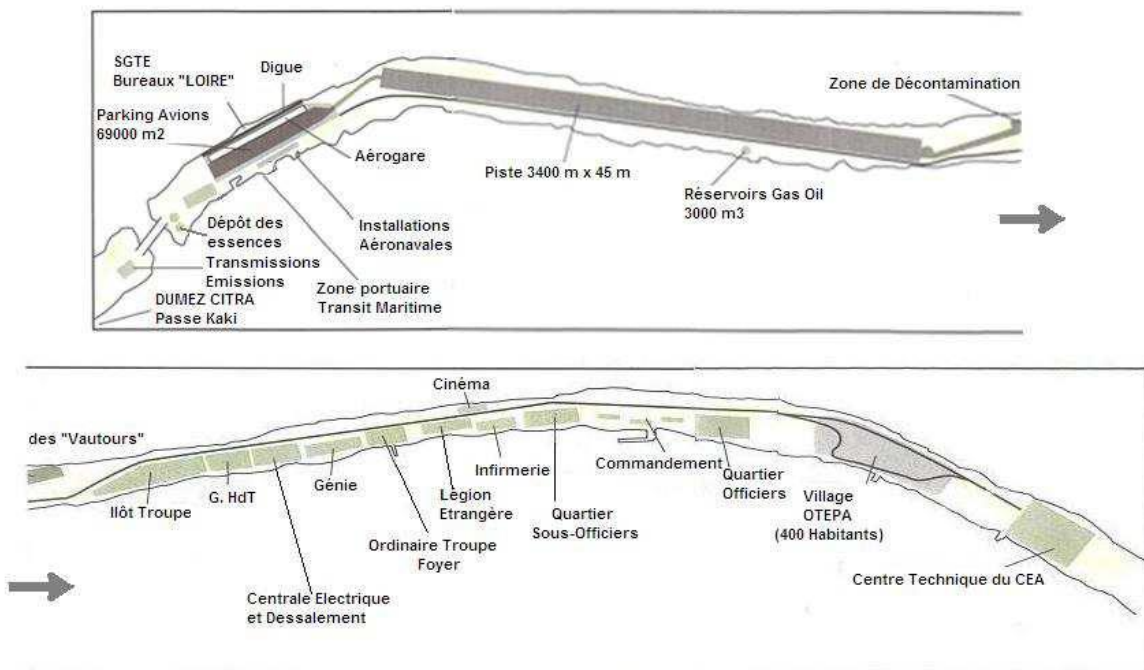 SGTE
Bureaux "LOIRE"
Digue
Zone de Décontamination
Parking Avions
69000 m2
Aérogare
Piste 3400 m x 45 m
Réservoirs Gas Oil
3000 m3
Dépôt des
essences
Installations
Aéronavales
Transmissions
Emissions
Zone portuaire
Transit Maritime
DUMEZ CITRA
Passe Kaki
Cinéma
des "Vautours"
Infirmerie
Commandement
G. HdT
Génie
Ilôt Troupe
Légion
Etrangère
Quartier
Sous-Officiers
Quartier
Officiers
Village
OTEPA
(400 Habitants)
Ordinaire Troupe
Foyer
Centre Technique du CEA
Centrale Electrique
et Dessalement